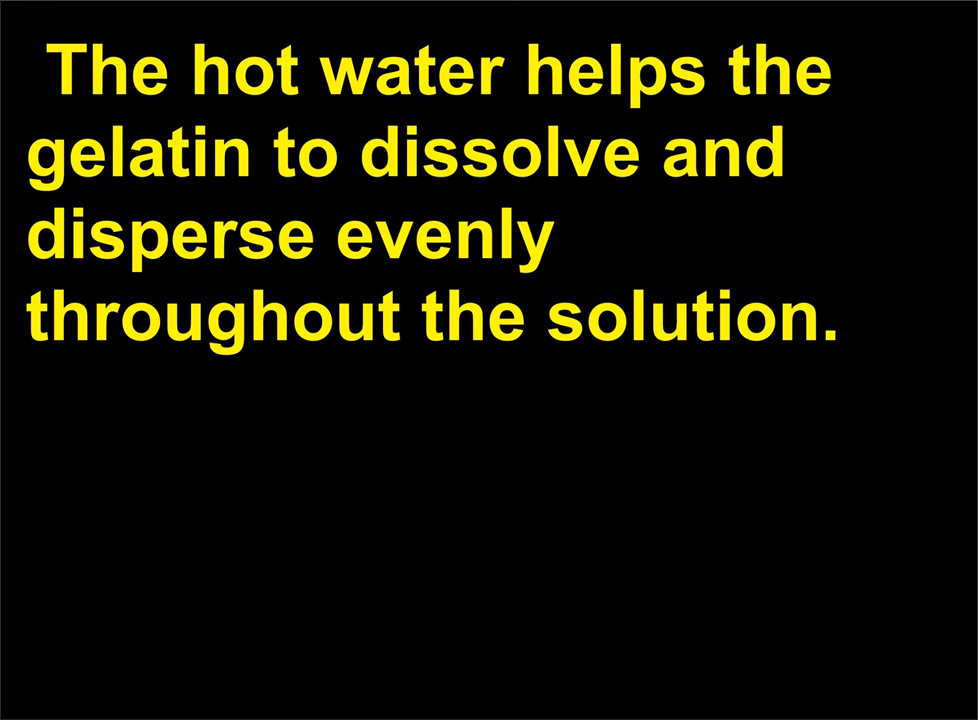 The hot water helps the
gelatin to dissolve and
disperse evenly
throughout the solution.